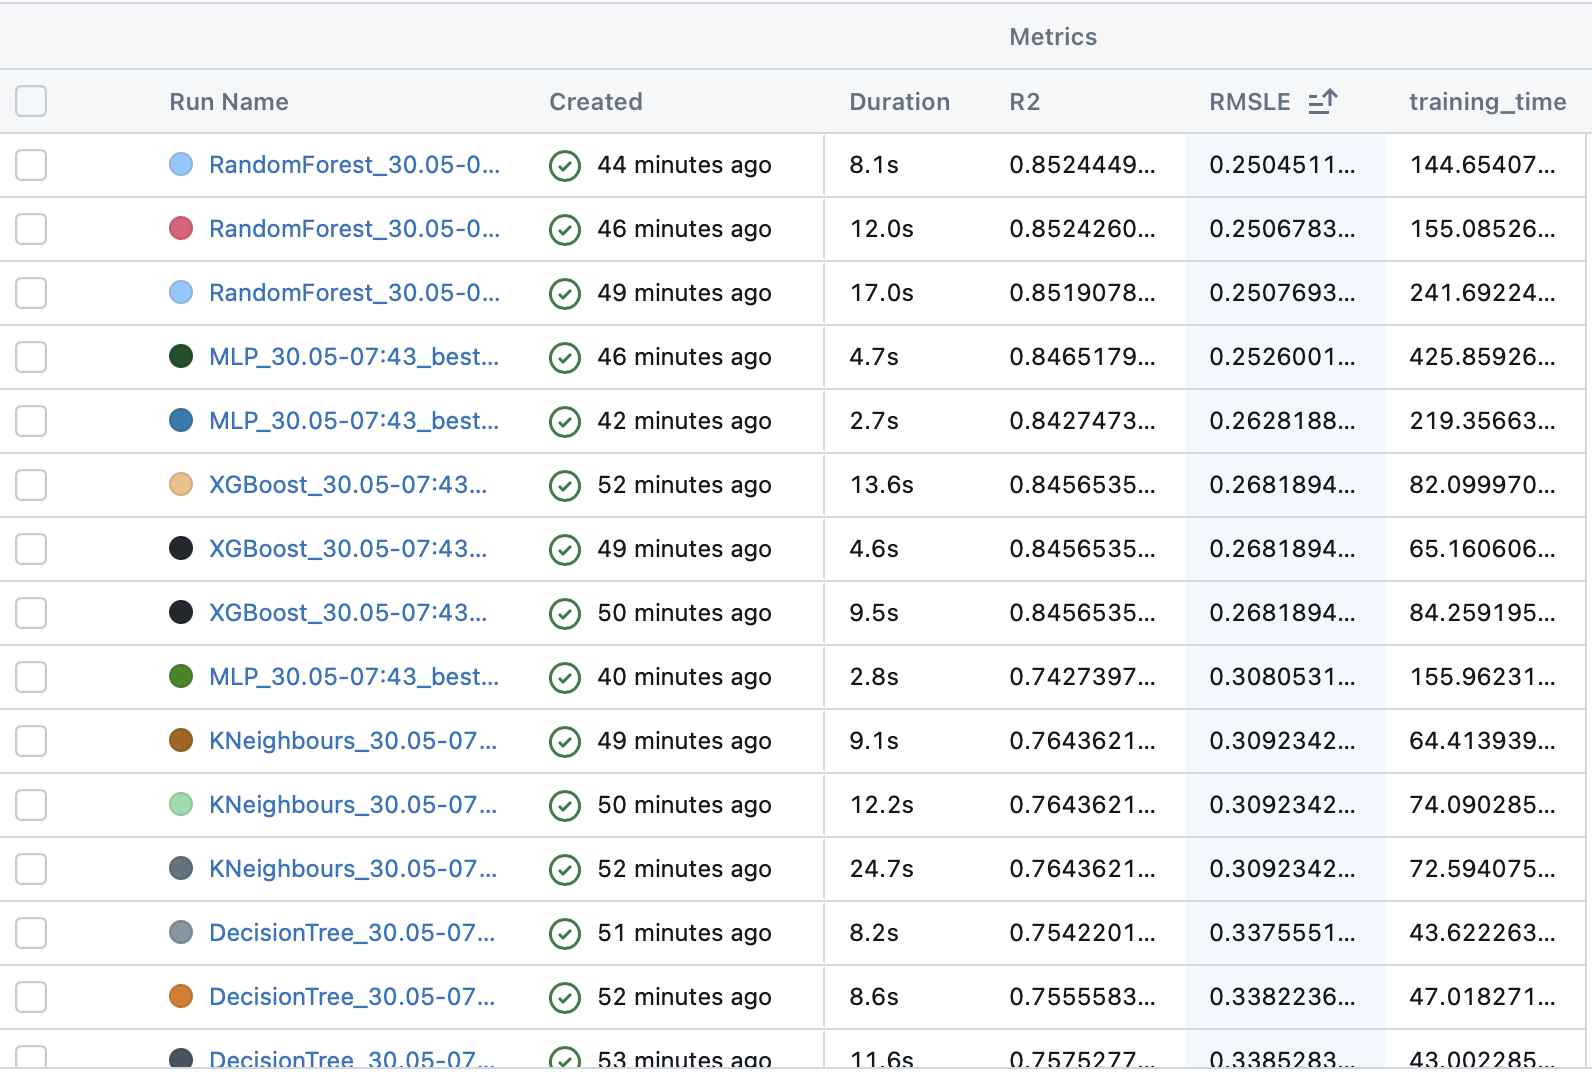 Metrics
Run Name Created Duration R2 RMSLE training_time
RandomForest_30.05-0... 44 minutes ago 8.1s 0.8524449... 0.2504511... 144.65407...
RandomForest_30.05-0... 46 minutes ago 12.0s 0.8524260... 0.2506783... 155.08526...
RandomForest_30.05-0... 49 minutes ago 17.0s 0.8519078... 0.2507693... 241.69224...
MLP_30.05-07:43_best... 46 minutes ago 4.7s 0.8465179... 0.2526001... 425.85926...
MLP_30.05-07:43_best... 42 minutes ago 2.7s 0.8427473... 0.2628188... 219.35663...
XGBoost_30.05-07:43... 52 minutes ago 13.6s 0.8456535... 0.2681894... 82.099970...
XGBoost_30.05-07:43... 49 minutes ago 4.6s 0.8456535... 0.2681894... 65.160606...
XGBoost_30.05-07:43... 50 minutes ago 9.5s 0.8456535... 0.2681894... 84.259195...
MLP_30.05-07:43_best... 40 minutes ago 2.8s 0.7427397... 0.3080531... 155.96231...
KNeighbours_30.05-07... 49 minutes ago 9.1s 0.7643621... 0.3092342... 64.413939...
KNeighbours_30.05-07... 50 minutes ago 12.2s 0.7643621... 0.3092342... 74.090285...
KNeighbours_30.05-07... 52 minutes ago 24.7s 0.7643621... 0.3092342... 72.594075...
DecisionTree_30.05-07... 51 minutes ago 8.2s 0.7542201... 0.3375551... 43.622263...
DecisionTree_30.05-07... 52 minutes ago 8.6s 0.7555583... 0.3382236... 47.018271...
DecisionTree_30.05-07... 53 minutes ago 11.6s 0.7575277... 0.3385283... 43.002285...